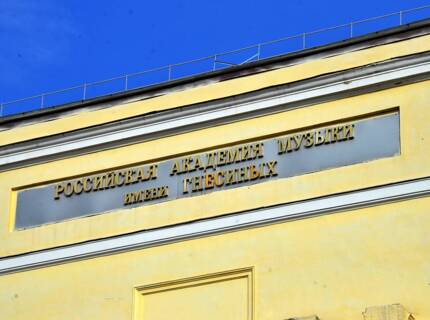 РОССИЙСКАЯ АКАДЕМИЯ МУЗЫКИ
ИМЕНИ ГНЕСИНЫХ